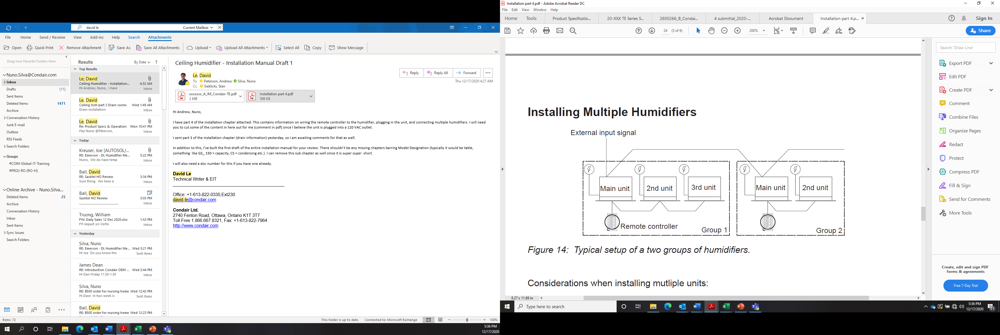 david le
Current Mailbox
File Home Send / Receive View Add-ins Help Search Attachments
Open Quick Print Remove Attachment Save As Save All Attachments Upload Upload All Attachments Select All Copy Show Message
Drag Your Favorite Folders Here
Nuno.Silva@Condair.com
Inbox
Drafts [11]
Sent Items
Deleted Items 1471
Archive
Conversation History
Junk E-mail
Outbox
RSS Feeds
Search Folders
Groups
#COM-Global-IT-Training
#PROJ-RO (RO-H)
Online Archive - Nuno.Silva...
Deleted Items 25
Archive
Conversation History
Inbox
Sent Items
Sync Issues
Search Folders
Items: 72
Results By Date
Top Results
Le, David
Ceiling Humidifier - Installation... 4:32 AM
Hi Andrew, Nuno, I have Inbox
Le, David
Ceiling Instl part 3 Drain connx Wed 1:49 AM
Drain installation Inbox
Le, David
Re: Product Specs & Operation Mon 10:41 PM
Hey Nuno @Paterson, Inbox
Today
Kreuser, Joe [AUTOSOL/...
RE: Emerson - DL Humidifier Me... 5:22 PM
Nuno, We do have temp Inbox
Ball, David
RE: Sasktel HO Review 3:34 PM
Sure thing. We have a Inbox
Ball, David
Sasktel HO Review 3:03 PM
Inbox
Truong, William
FW: Daily Sales 12 Dec 2020.xlsx 1:53 PM
FYI impact on Vertiv Inbox
Yesterday
Silva, Nuno
RE: Emerson - DL Humidifier Me... Wed 5:21 PM
Hi Joe Do you know the Sent Items
James Dean
RE: Introduction Condair OEM ... Wed 2:44 PM
Hi Dan Friday 11:30-1:30 Inbox
Silva, Nuno
RE: B500 order for nursing home Wed 12:42 PM
Hi Dave In two week is Sent Items
Ball, David
RE: B500 order for nursing home Wed 12:23 PM
Ceiling Humidifier - Installation Manual Draft 1
Le, David
To Paterson, Andrew; Silva, Nuno
Cc Sieklicki, Stan
Reply Reply All Forward
Thu 12/17/2020 4:27 AM
xxxxxxx_A_IM_Condair-TE.pdf
2 MB
Installation part 4.pdf
508 KB
Hi Andrew, Nuno,
I have part 4 of the installation chapter attached. This contains information on wiring the remote controller to the humidifier, plugging in the unit, and connecting multiple humidifiers. I will need
you to cut some of the content in here out for me (comment in pdf) since I believe the unit is plugged into a 120 VAC outlet.
I sent part 3 of the installation chapter (drain information) yesterday, so I am awaiting comments for that as well.
In addition to this, I've built the first draft of the entire installation manual for your review. There shouldn't be any missing chapters barring Model Designation (typically it would be table,
something like GS_ 150 = capacity, CS = condensing etc.). I can remove this sub chapter as well since it is super super short.
I will also need a doc number for this if you have one already.
David Le
Technical Writer & EIT
Office: +1-613-822-0335;Ext230
david.le@condair.com
Condair Ltd.
2740 Fenton Road, Ottawa, Ontario K1T 3T7
Toll Free 1.866.667.8321, Fax: +1-613-822-7964
http://www.condair.com
This folder is up to date. Connected to: Microsoft Exchange 100%
5:36 PM
12/17/2020
Installation part 4.pdf - Adobe Acrobat Reader DC
File Edit View Window Help
Home Tools Product Specificatio... 20-XXX TE Series S... 2600266_B_Condai... 4 submittal_2020-... Acrobat Document Installation part 4.p... Sign In
24 (5 of 6) 200% Share
Installing Multiple Humidifiers
External input signal
Main unit 2nd unit 3rd unit Main unit 2nd unit
Remote controller Group 1 Group 2
Figure 14: Typical setup of a two groups of humidifiers.
Considerations when installing mutliple units:
8.27 x 11.69 in
Search 'Draw Line'
Export PDF
Edit PDF
Create PDF
Comment
Combine Files
Organize Pages
Redact
Protect
Compress PDF
Fill & Sign
Send for Comments
More Tools
Create, edit and sign PDF
forms & agreements
Free 7-Day Trial
Type here to search
5:36 PM
12/17/2020
23